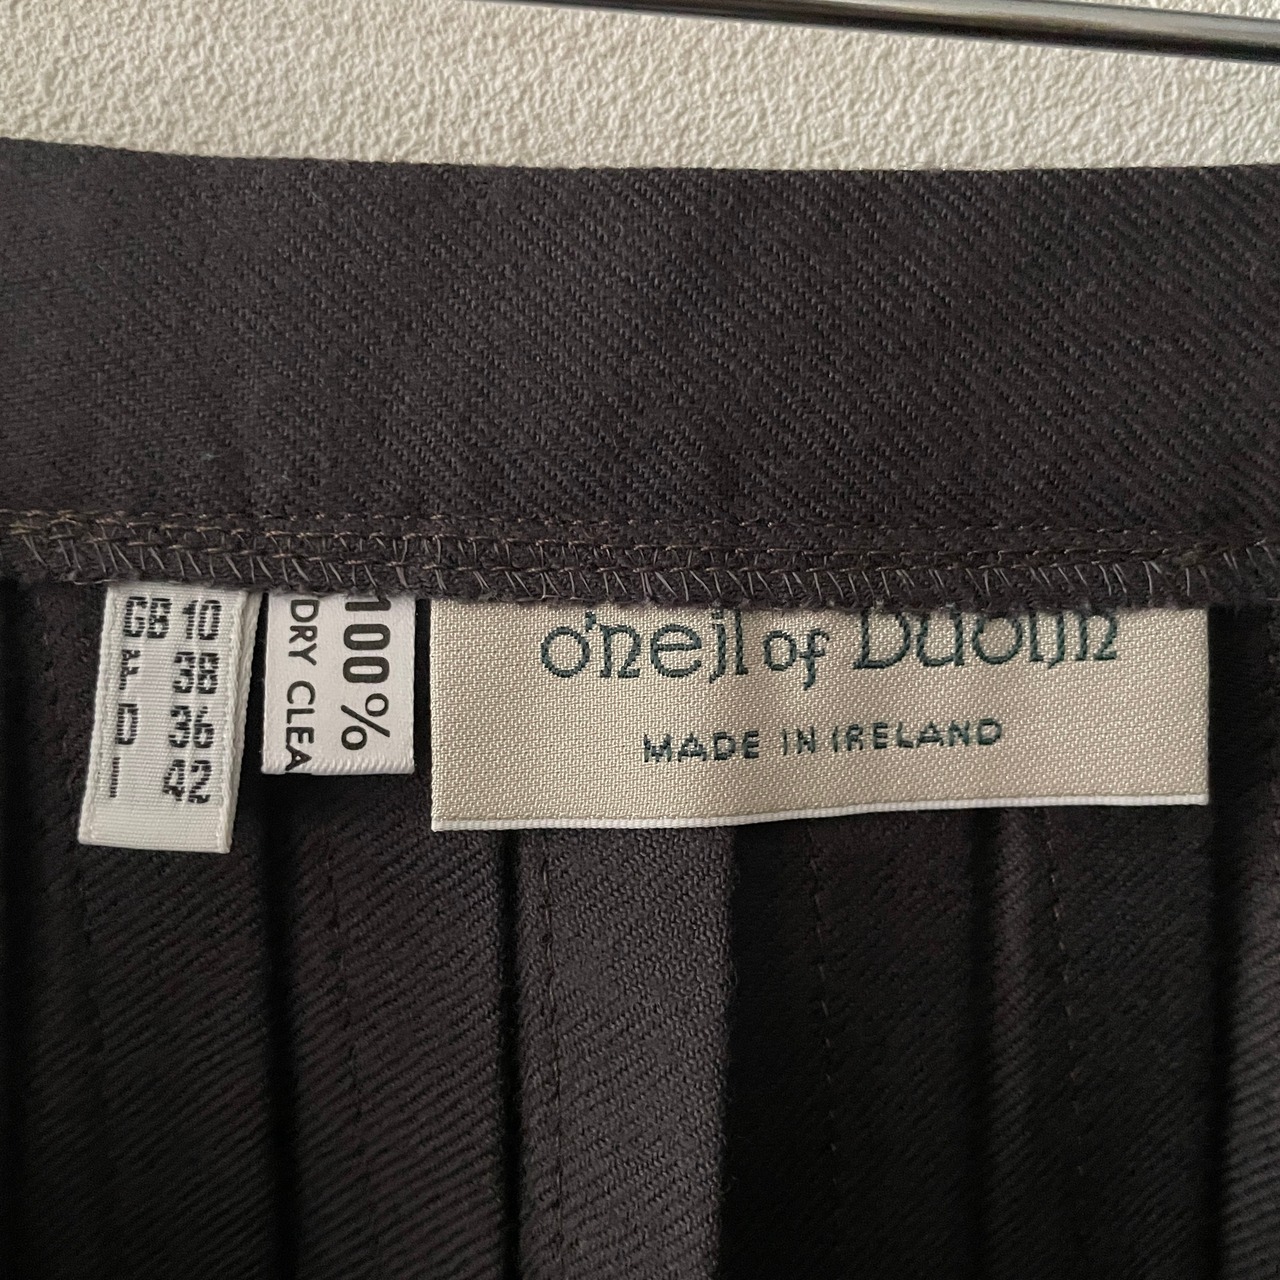 GB 10
F 38
D 36
I 42
100%
DRY CLEA
O'neil of Dublin
MADE IN IRELAND